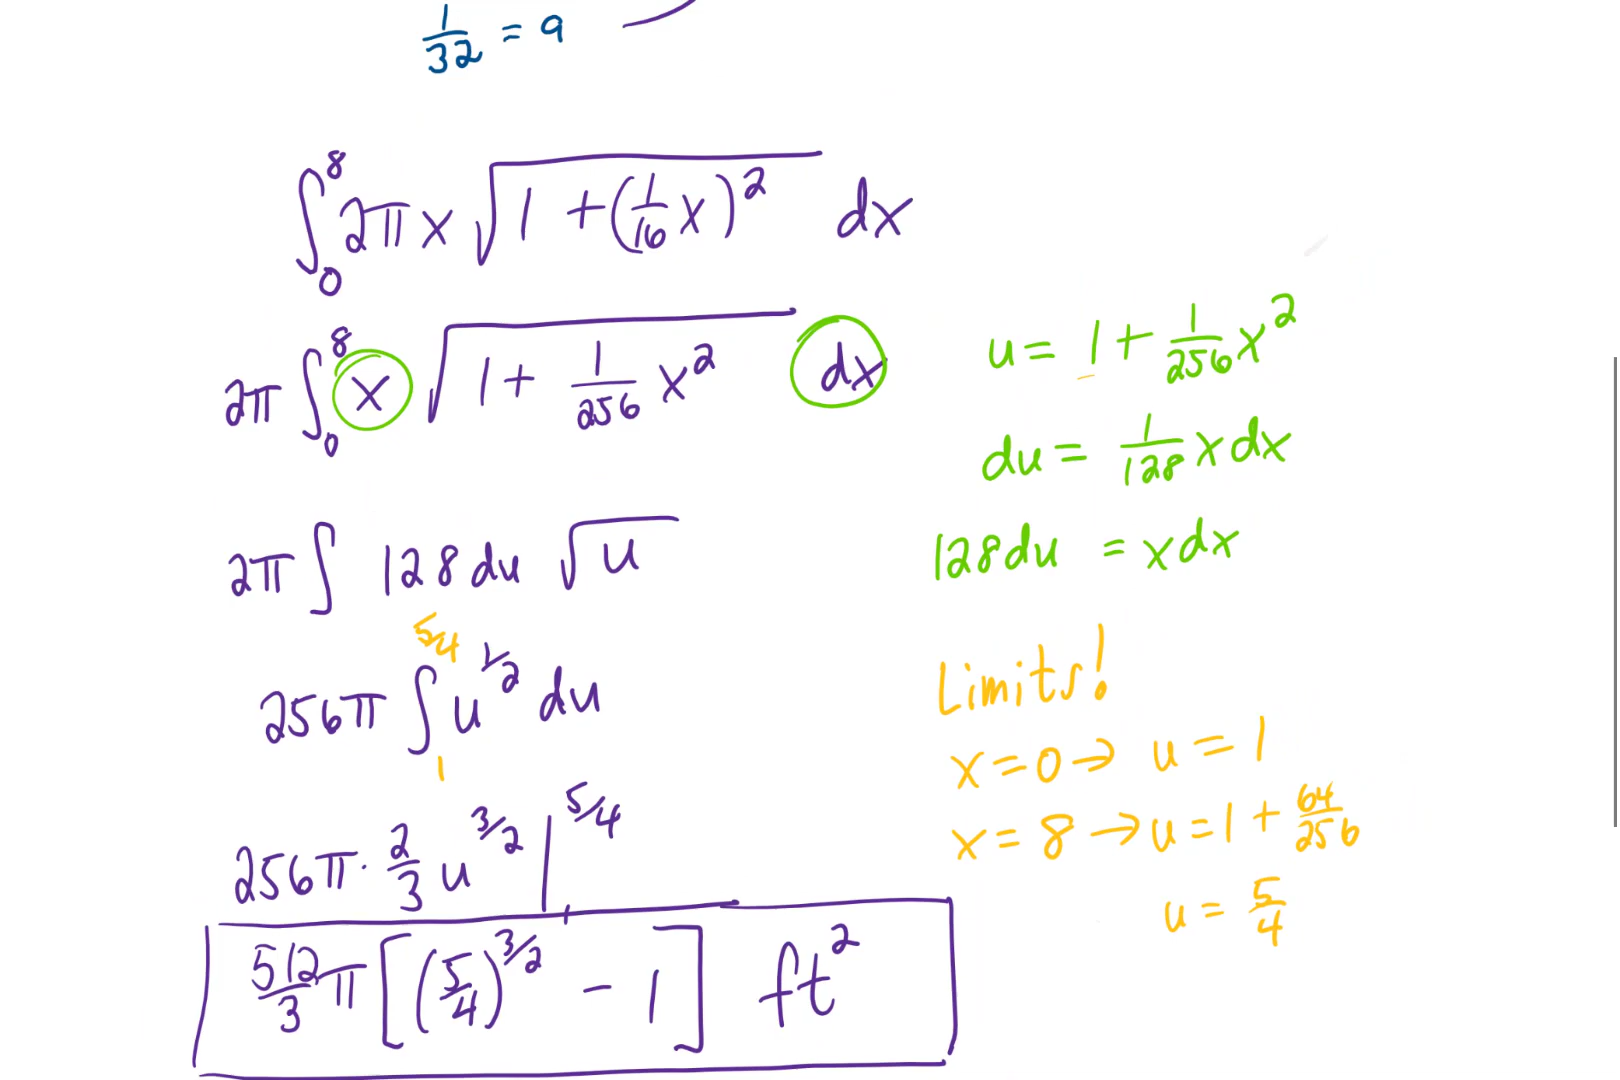 1/32 = a
∫₀⁸ 2πx √(1 + (1/16 x)²) dx
2π ∫₀⁸ x √(1 + 1/256 x²) dx
u = 1 + 1/256 x²
du = 1/128 x dx
2π ∫ 128 du √u
128 du = x dx
256π ∫₁^(5/4) u^(1/2) du
Limits!
x = 0 → u = 1
x = 8 → u = 1 + 64/256
u = 5/4
256π · 2/3 u^(3/2) |₁^(5/4)
512/3 π [(5/4)^(3/2) − 1] ft²